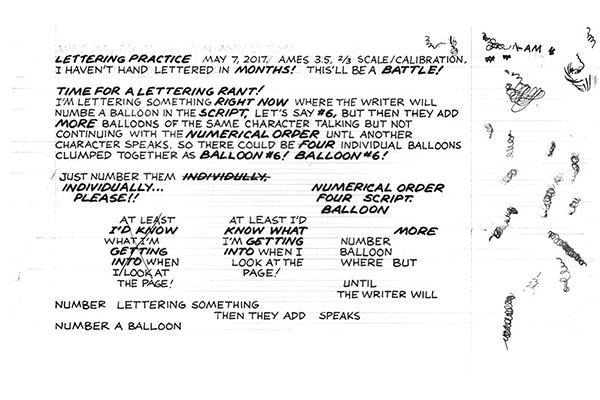 LETTERING PRACTICE MAY 7, 2017. AMES 3.5, 2/3 SCALE/CALIBRATION.
I HAVEN'T HAND LETTERED IN MONTHS! THIS'LL BE A BATTLE!
TIME FOR A LETTERING RANT!
I'M LETTERING SOMETHING RIGHT NOW WHERE THE WRITER WILL
NUMBE A BALLOON IN THE SCRIPT, LET'S SAY #6, BUT THEN THEY ADD
MORE BALLOONS OF THE SAME CHARACTER TALKING BUT NOT
CONTINUING WITH THE NUMERICAL ORDER UNTL ANOTHER
CHARACTER SPEAKS. SO THERE COULD BE FOUR INDIVIDUAL BALLOONS
CLUMPED TOGETHER AS BALLOON #6! BALLOON #6!
JUST NUMBER THEM INDIVIDULLY.
INDIVIDUALLY...
PLEASE!!
NUMERICAL ORDER
FOUR SCRIPT.
BALLOON
AT LEAST
I'D KNOW
WHAT I'M
GETTING
INTO WHEN
I LOOK AT
THE PAGE!
AT LEAST I'D
KNOW WHAT
I'M GETTING
INTO WHEN I
LOOK AT THE
PAGE!
MORE
NUMBER
BALLOON
WHERE BUT
UNTIL
THE WRITER WILL
NUMBER LETTERING SOMETHING
THEN THEY ADD SPEAKS
NUMBER A BALLOON
AM